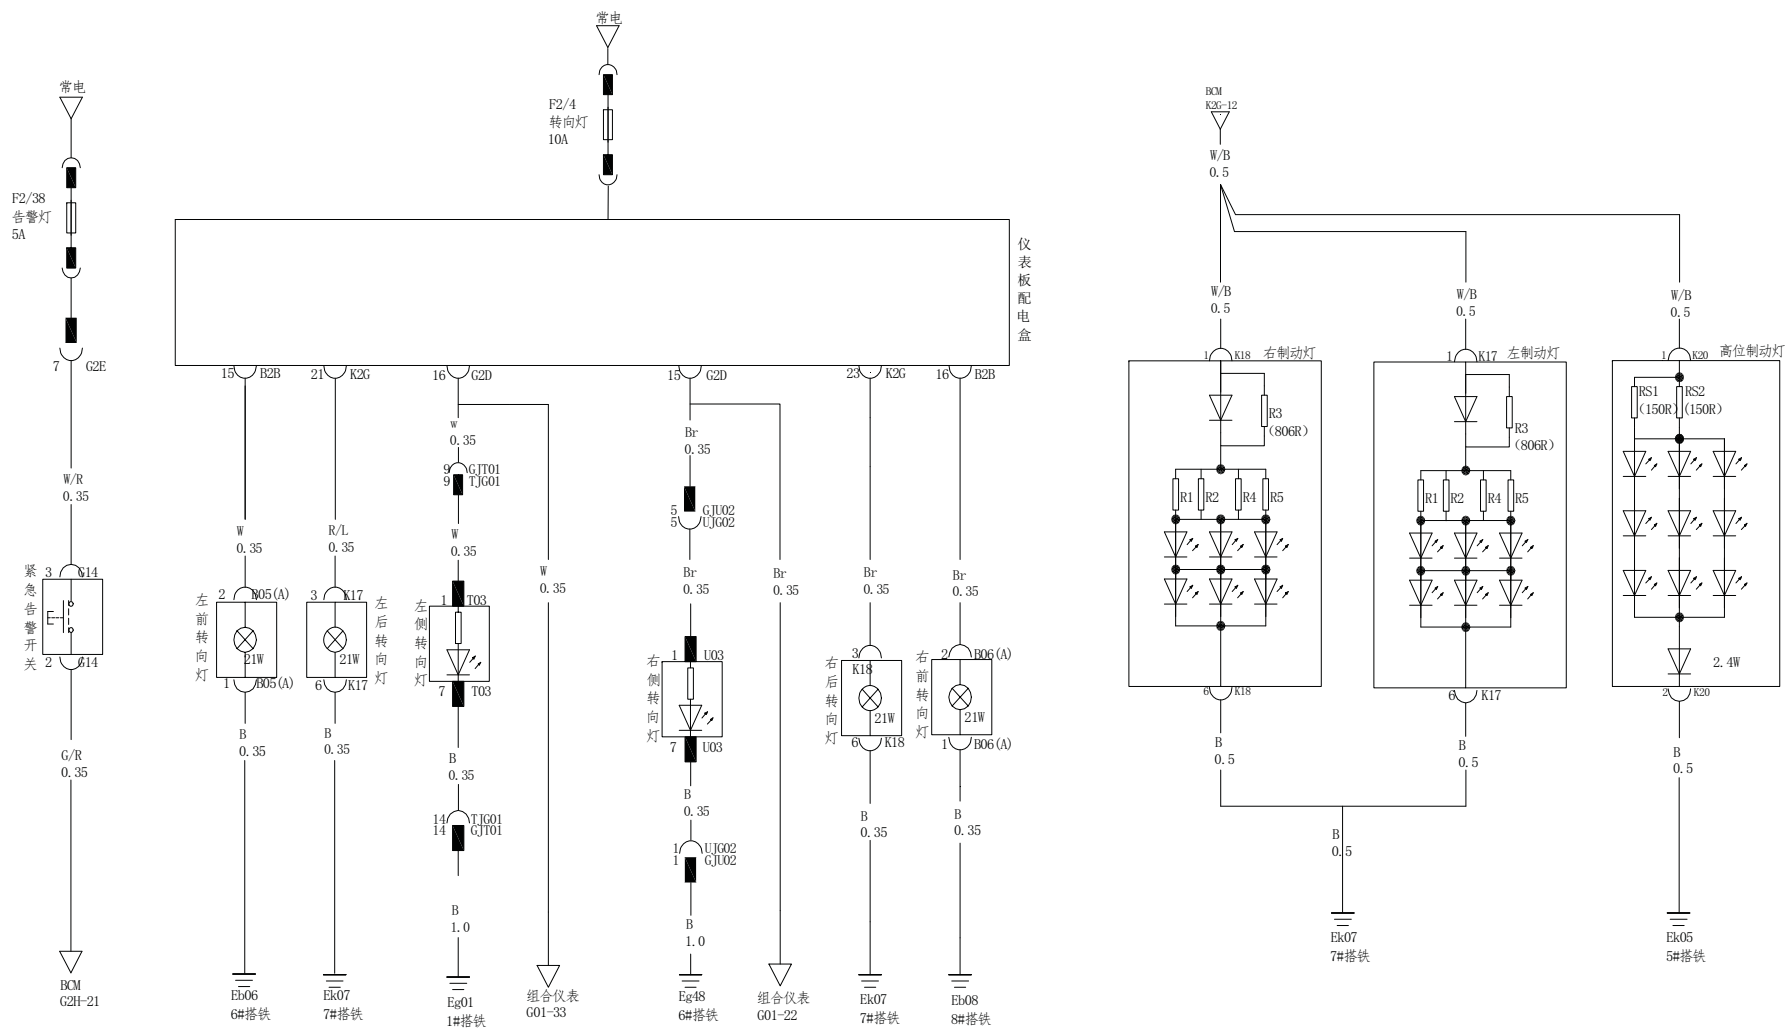 常电
F2/38
告警灯
5A
7 G2E
W/R
0.35
紧急告警开关
3 G14
2 G14
G/R
0.35
BCM
G2H-21
常电
F2/4
转向灯
10A
仪表板配电盒
15 B2B
21 K2G
16 G2D
15 G2D
23 K2G
16 B2B
W
0.35
左前转向灯
2 B05(A)
21W
1 B05(A)
B
0.35
Eb06
6#搭铁
R/L
0.35
3 K17
左后转向灯
21W
6 K17
B
0.35
Ek07
7#搭铁
W
0.35
9 GJT01
9 TJG01
W
0.35
左侧转向灯
1 T03
7 T03
B
0.35
14 TJG01
14 GJT01
B
1.0
Eg01
1#搭铁
W
0.35
组合仪表
G01-33
Br
0.35
5 GJU02
5 UJG02
Br
0.35
右侧转向灯
1 U03
7 U03
B
0.35
1 UJG02
1 GJU02
B
1.0
Eg48
6#搭铁
Br
0.35
组合仪表
G01-22
Br
0.35
右后转向灯
3
K18
21W
6 K18
B
0.35
Ek07
7#搭铁
Br
0.35
右前转向灯
2 B06(A)
21W
1 B06(A)
B
0.35
Eb08
8#搭铁
BCM
K2G-12
W/B
0.5
W/B
0.5
1 K18 右制动灯
R3
(806R)
R1 R2 R4 R5
6 K18
B
0.5
W/B
0.5
1 K17 左制动灯
R3
(806R)
R1 R2 R4 R5
6 K17
B
0.5
B
0.5
Ek07
7#搭铁
W/B
0.5
1 K20 高位制动灯
RS1 RS2
(150R) (150R)
2.4W
2 K20
B
0.5
Ek05
5#搭铁